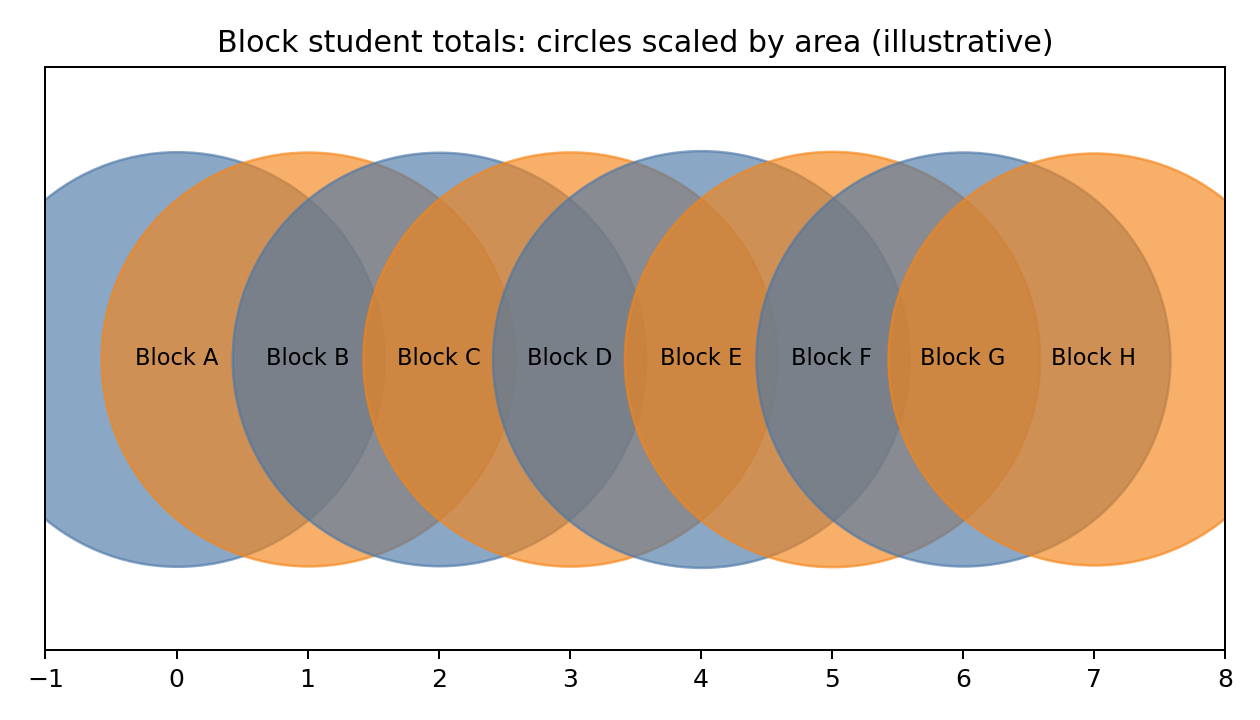 Block student totals: circles scaled by area (illustrative)
Block A Block B Block C Block D Block E Block F Block G Block H
−1 0 1 2 3 4 5 6 7 8